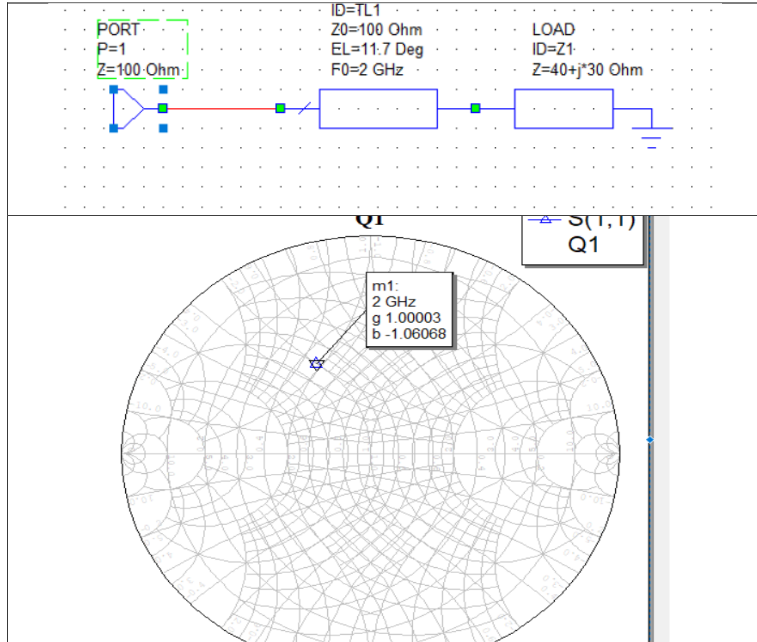 ID=TL1
PORT
Z0=100 Ohm
LOAD
P=1
EL=11.7 Deg
ID=Z1
Z=100 Ohm
F0=2 GHz
Z=40+j*30 Ohm
Q1
S(1,1)
Q1
m1:
2 GHz
g 1.00003
b -1.06068